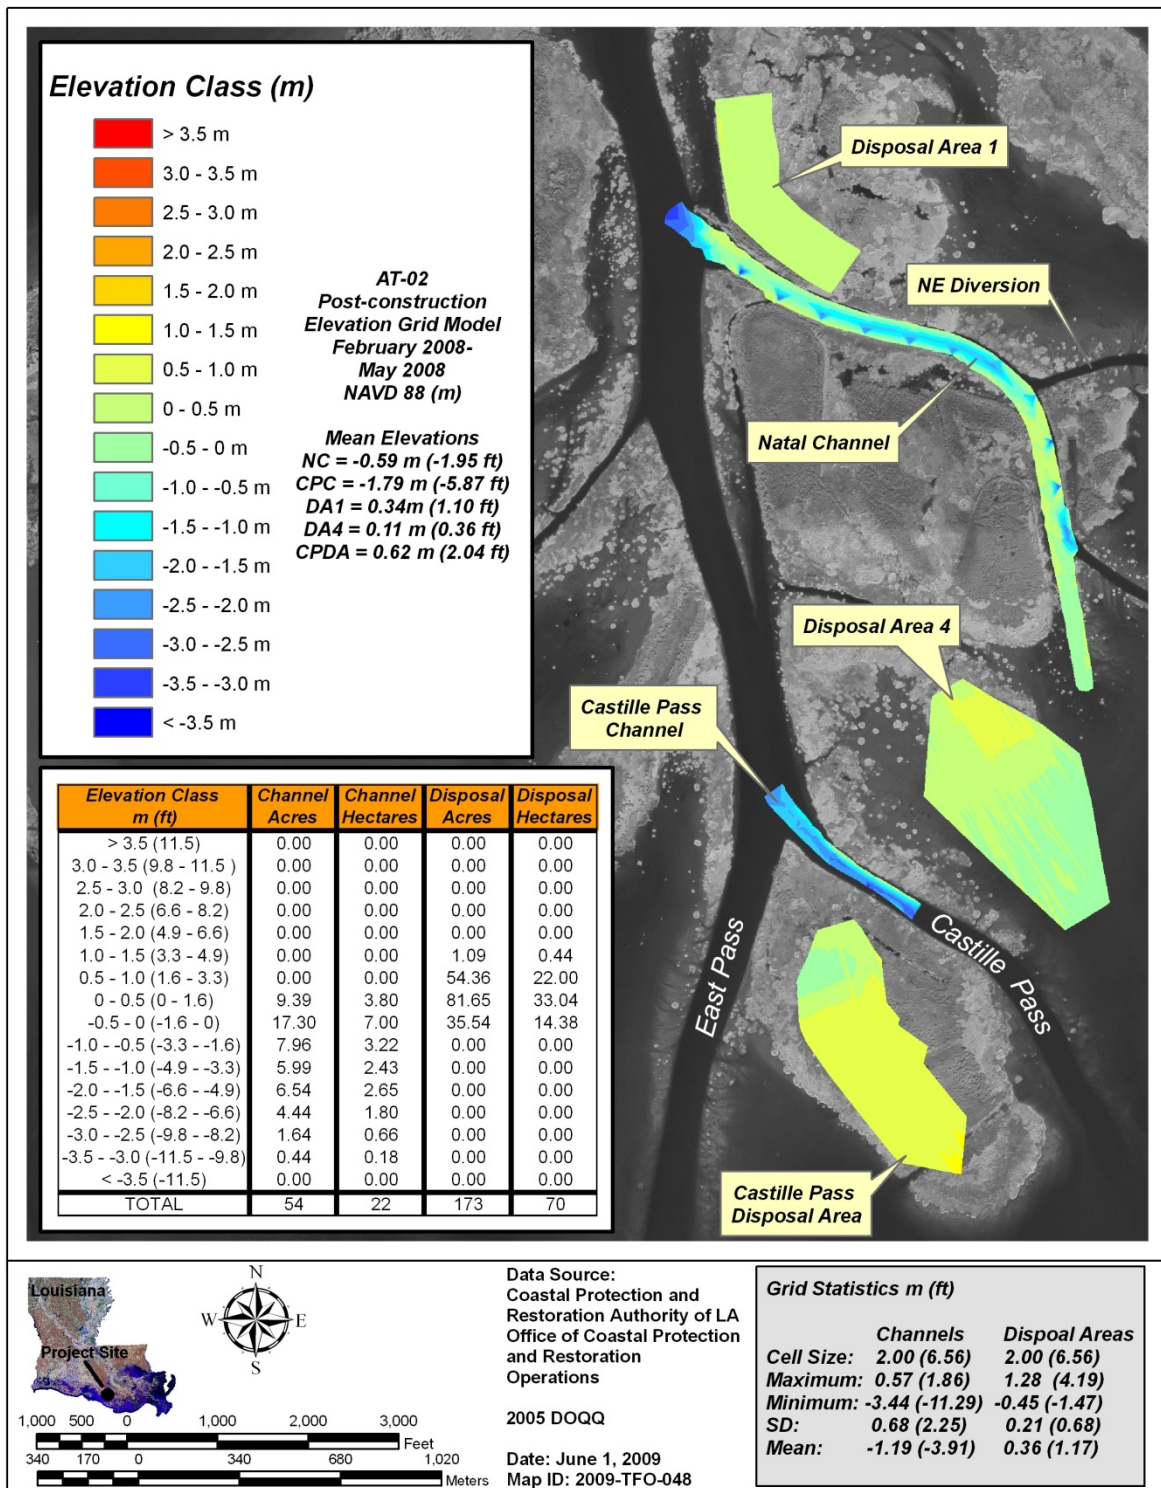 Elevation Class (m)
> 3.5 m
3.0 - 3.5 m
2.5 - 3.0 m
2.0 - 2.5 m
1.5 - 2.0 m
1.0 - 1.5 m
0.5 - 1.0 m
0 - 0.5 m
-0.5 - 0 m
-1.0 - -0.5 m
-1.5 - -1.0 m
-2.0 - -1.5 m
-2.5 - -2.0 m
-3.0 - -2.5 m
-3.5 - -3.0 m
< -3.5 m
AT-02
Post-construction
Elevation Grid Model
February 2008-
May 2008
NAVD 88 (m)
Mean Elevations
NC = -0.59 m (-1.95 ft)
CPC = -1.79 m (-5.87 ft)
DA1 = 0.34m (1.10 ft)
DA4 = 0.11 m (0.36 ft)
CPDA = 0.62 m (2.04 ft)
Disposal Area 1
NE Diversion
Natal Channel
Disposal Area 4
Castille Pass
Channel
East Pass
Castille Pass
Castille Pass
Disposal Area
Elevation Class m (ft) Channel Acres Channel Hectares Disposal Acres Disposal Hectares
> 3.5 (11.5) 0.00 0.00 0.00 0.00
3.0 - 3.5 (9.8 - 11.5 ) 0.00 0.00 0.00 0.00
2.5 - 3.0 (8.2 - 9.8) 0.00 0.00 0.00 0.00
2.0 - 2.5 (6.6 - 8.2) 0.00 0.00 0.00 0.00
1.5 - 2.0 (4.9 - 6.6) 0.00 0.00 0.00 0.00
1.0 - 1.5 (3.3 - 4.9) 0.00 0.00 1.09 0.44
0.5 - 1.0 (1.6 - 3.3) 0.00 0.00 54.36 22.00
0 - 0.5 (0 - 1.6) 9.39 3.80 81.65 33.04
-0.5 - 0 (-1.6 - 0) 17.30 7.00 35.54 14.38
-1.0 - -0.5 (-3.3 - -1.6) 7.96 3.22 0.00 0.00
-1.5 - -1.0 (-4.9 - -3.3) 5.99 2.43 0.00 0.00
-2.0 - -1.5 (-6.6 - -4.9) 6.54 2.65 0.00 0.00
-2.5 - -2.0 (-8.2 - -6.6) 4.44 1.80 0.00 0.00
-3.0 - -2.5 (-9.8 - -8.2) 1.64 0.66 0.00 0.00
-3.5 - -3.0 (-11.5 - -9.8) 0.44 0.18 0.00 0.00
< -3.5 (-11.5) 0.00 0.00 0.00 0.00
TOTAL 54 22 173 70
Louisiana
Project Site
N
W E
S
1,000 500 0 1,000 2,000 3,000
Feet
340 170 0 340 680 1,020
Meters
Data Source:
Coastal Protection and
Restoration Authority of LA
Office of Coastal Protection
and Restoration
Operations
2005 DOQQ
Date: June 1, 2009
Map ID: 2009-TFO-048
Grid Statistics m (ft)
Channels Dispoal Areas
Cell Size: 2.00 (6.56) 2.00 (6.56)
Maximum: 0.57 (1.86) 1.28 (4.19)
Minimum: -3.44 (-11.29) -0.45 (-1.47)
SD: 0.68 (2.25) 0.21 (0.68)
Mean: -1.19 (-3.91) 0.36 (1.17)